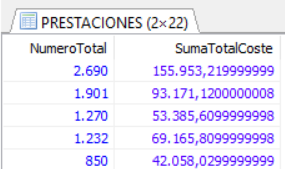 PRESTACIONES (2×22)
NumeroTotal SumaTotalCoste
2.690 155.953,219999999
1.901 93.171,1200000008
1.270 53.385,6099999998
1.232 69.165,8099999998
850 42.058,0299999999